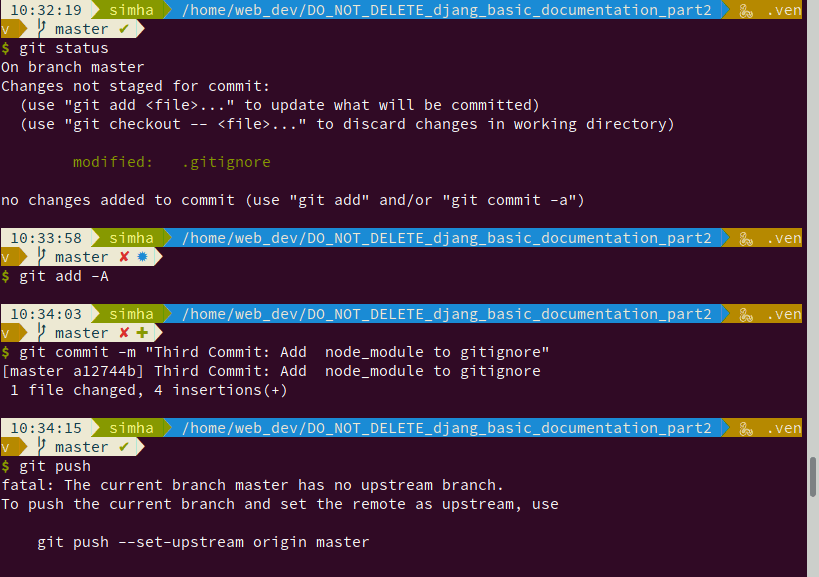 10:32:19 simha /home/web_dev/DO_NOT_DELETE_djang_basic_documentation_part2 .ven
v master ✔
$ git status
On branch master
Changes not staged for commit:
(use "git add <file>..." to update what will be committed)
(use "git checkout -- <file>..." to discard changes in working directory)
modified: .gitignore
no changes added to commit (use "git add" and/or "git commit -a")
10:33:58 simha /home/web_dev/DO_NOT_DELETE_djang_basic_documentation_part2 .ven
v master ✘ ✹
$ git add -A
10:34:03 simha /home/web_dev/DO_NOT_DELETE_djang_basic_documentation_part2 .ven
v master ✘ ✚
$ git commit -m "Third Commit: Add  node_module to gitignore"
[master a12744b] Third Commit: Add  node_module to gitignore
1 file changed, 4 insertions(+)
10:34:15 simha /home/web_dev/DO_NOT_DELETE_djang_basic_documentation_part2 .ven
v master ✔
$ git push
fatal: The current branch master has no upstream branch.
To push the current branch and set the remote as upstream, use
git push --set-upstream origin master